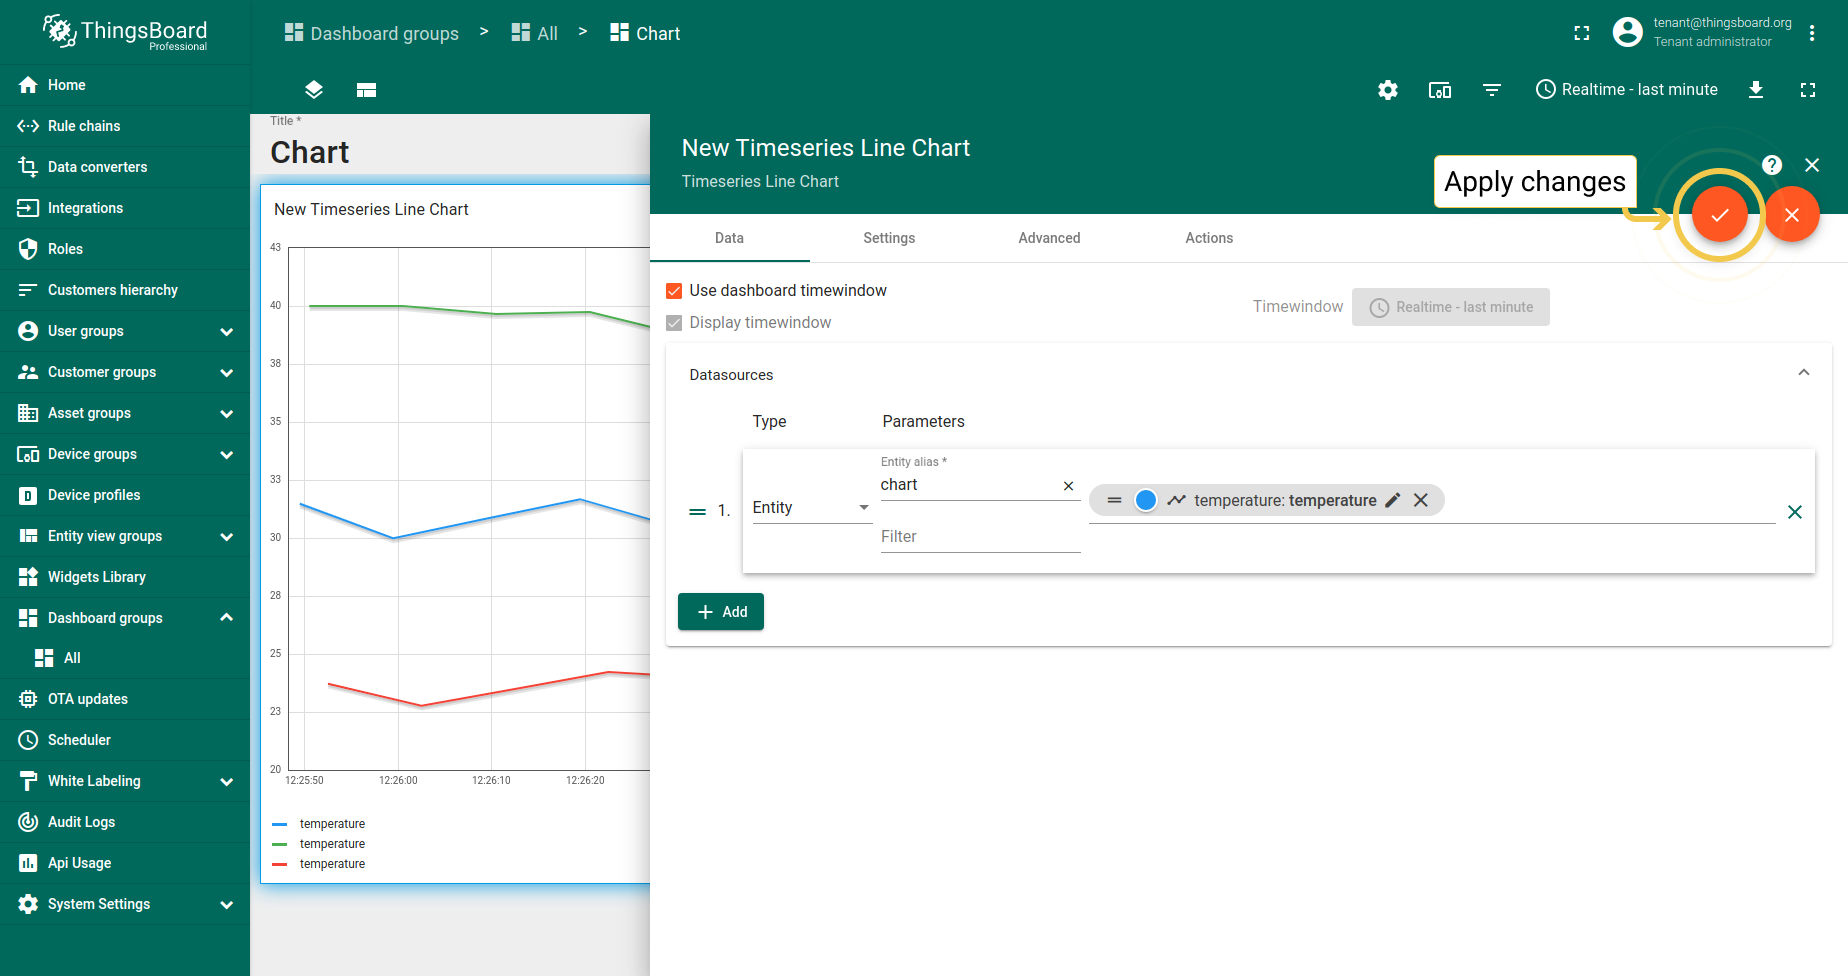 ThingsBoard
Professional
Home
Rule chains
Data converters
Integrations
Roles
Customers hierarchy
User groups
Customer groups
Asset groups
Device groups
Device profiles
Entity view groups
Widgets Library
Dashboard groups
All
OTA updates
Scheduler
White Labeling
Audit Logs
Api Usage
System Settings
Dashboard groups > All > Chart
tenant@thingsboard.org
Tenant administrator
Realtime - last minute
Title *
Chart
New Timeseries Line Chart
43
40
38
35
33
30
28
25
23
20
12:25:50 12:26:00 12:26:10 12:26:20
temperature
temperature
temperature
New Timeseries Line Chart
Timeseries Line Chart
Apply changes
Data Settings Advanced Actions
Use dashboard timewindow
Display timewindow
Timewindow Realtime - last minute
Datasources
Type Parameters
1. Entity
Entity alias *
chart
Filter
temperature: temperature
+ Add